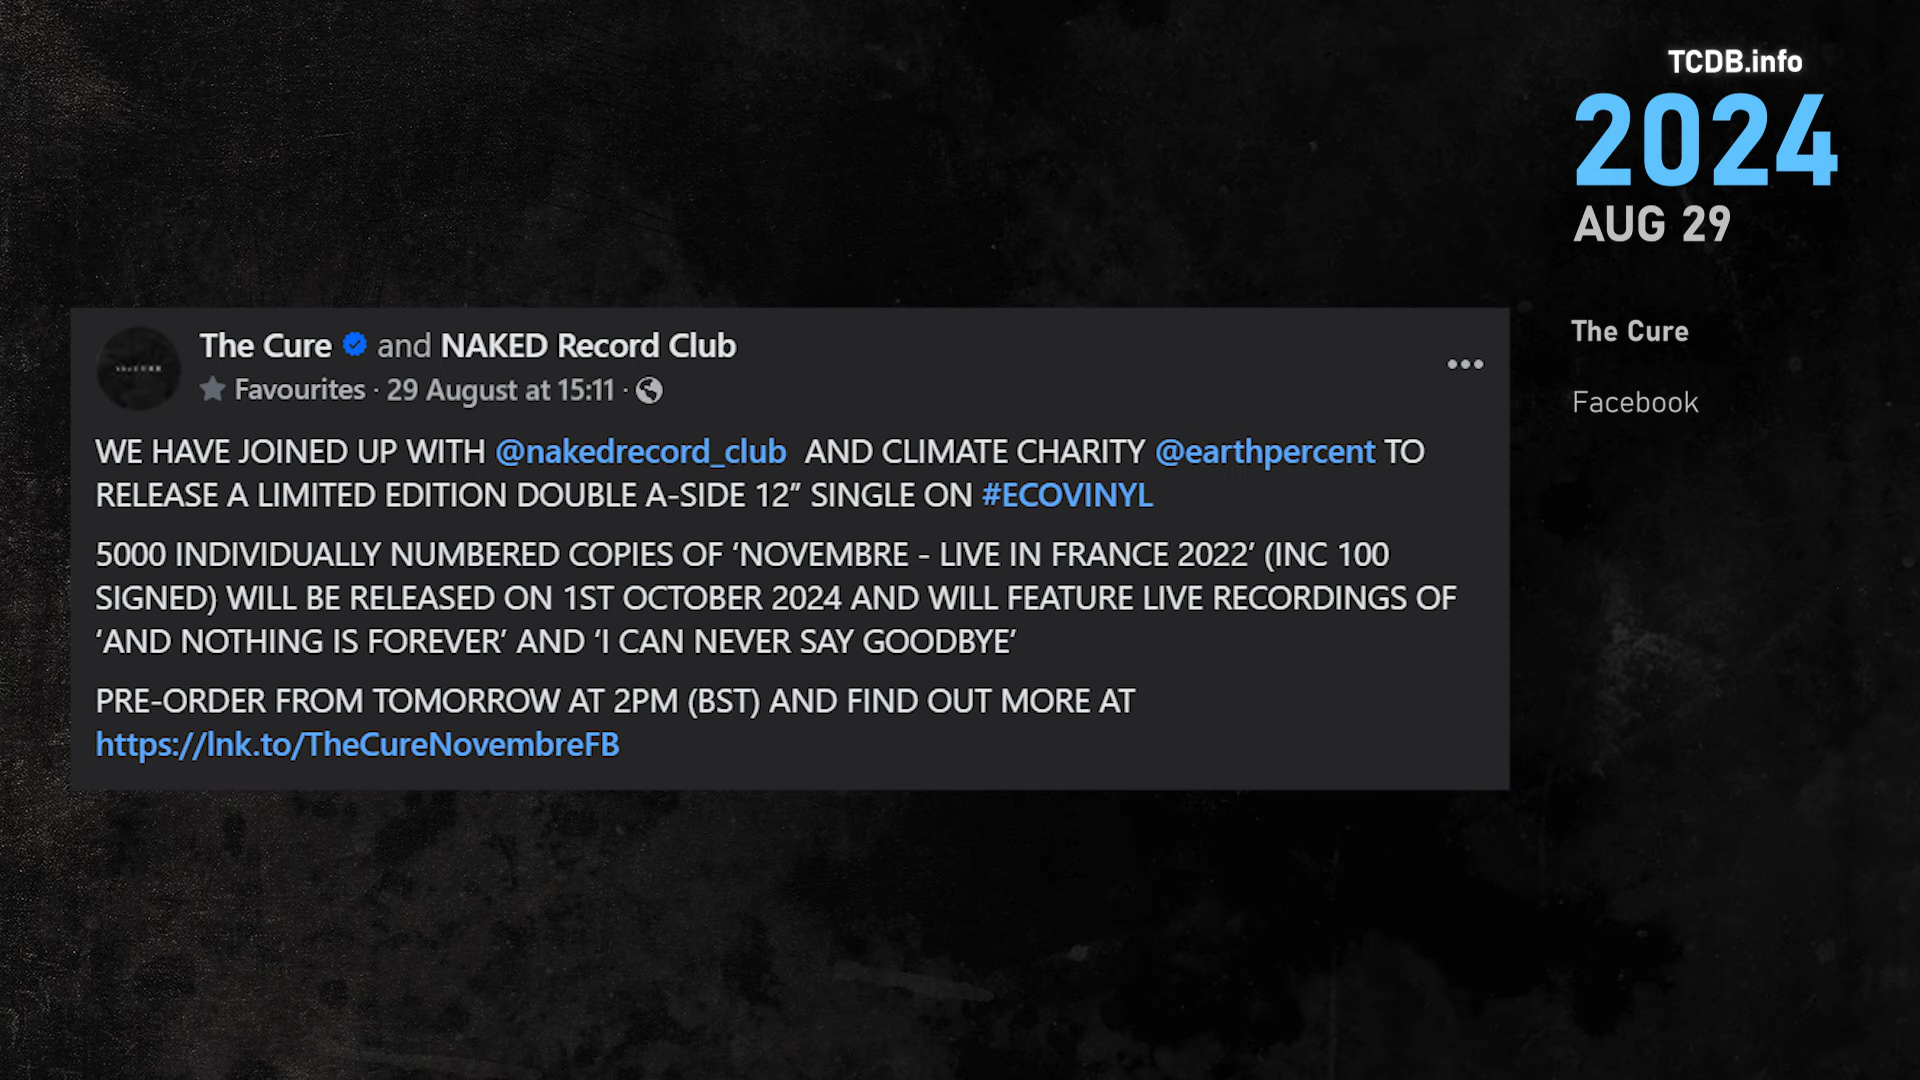 TCDB.info
2024
AUG 29
The Cure
Facebook
The Cure and NAKED Record Club
Favourites · 29 August at 15:11 ·
WE HAVE JOINED UP WITH @nakedrecord_club AND CLIMATE CHARITY @earthpercent TO
RELEASE A LIMITED EDITION DOUBLE A-SIDE 12” SINGLE ON #ECOVINYL
5000 INDIVIDUALLY NUMBERED COPIES OF ‘NOVEMBRE - LIVE IN FRANCE 2022’ (INC 100
SIGNED) WILL BE RELEASED ON 1ST OCTOBER 2024 AND WILL FEATURE LIVE RECORDINGS OF
‘AND NOTHING IS FOREVER’ AND ‘I CAN NEVER SAY GOODBYE’
PRE-ORDER FROM TOMORROW AT 2PM (BST) AND FIND OUT MORE AT
https://lnk.to/TheCureNovembreFB